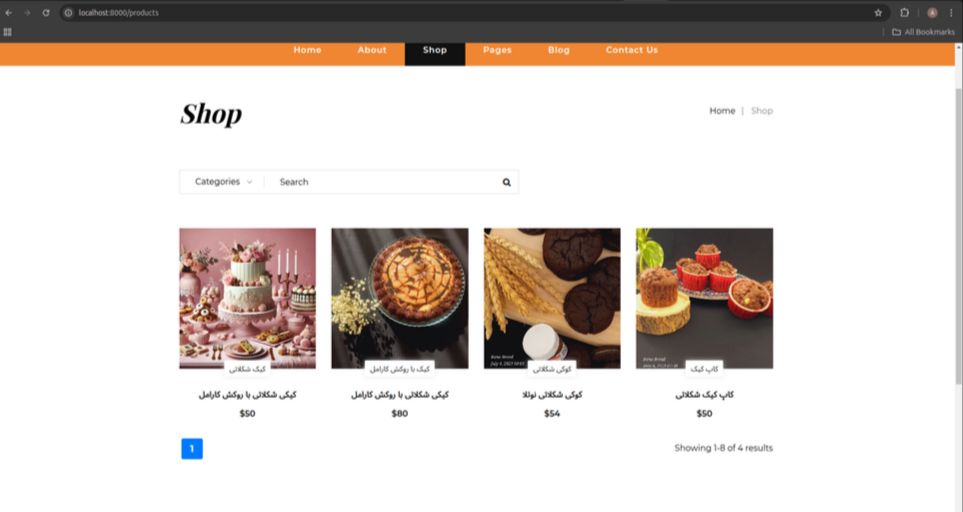 localhost:8000/products
All Bookmarks
Home About Shop Pages Blog Contact Us
Shop
Home | Shop
Categories Search
کیک شکلاتی
کیک با روکش کارامل
کوکی شکلاتی
کاپ کیک
کیکی شکلاتی با روکش کارامل
کیکی شکلاتی با روکش کارامل
کوکی شکلاتی نوتلا
کاپ کیک شکلاتی
$50
$80
$54
$50
1
Showing 1-8 of 4 results